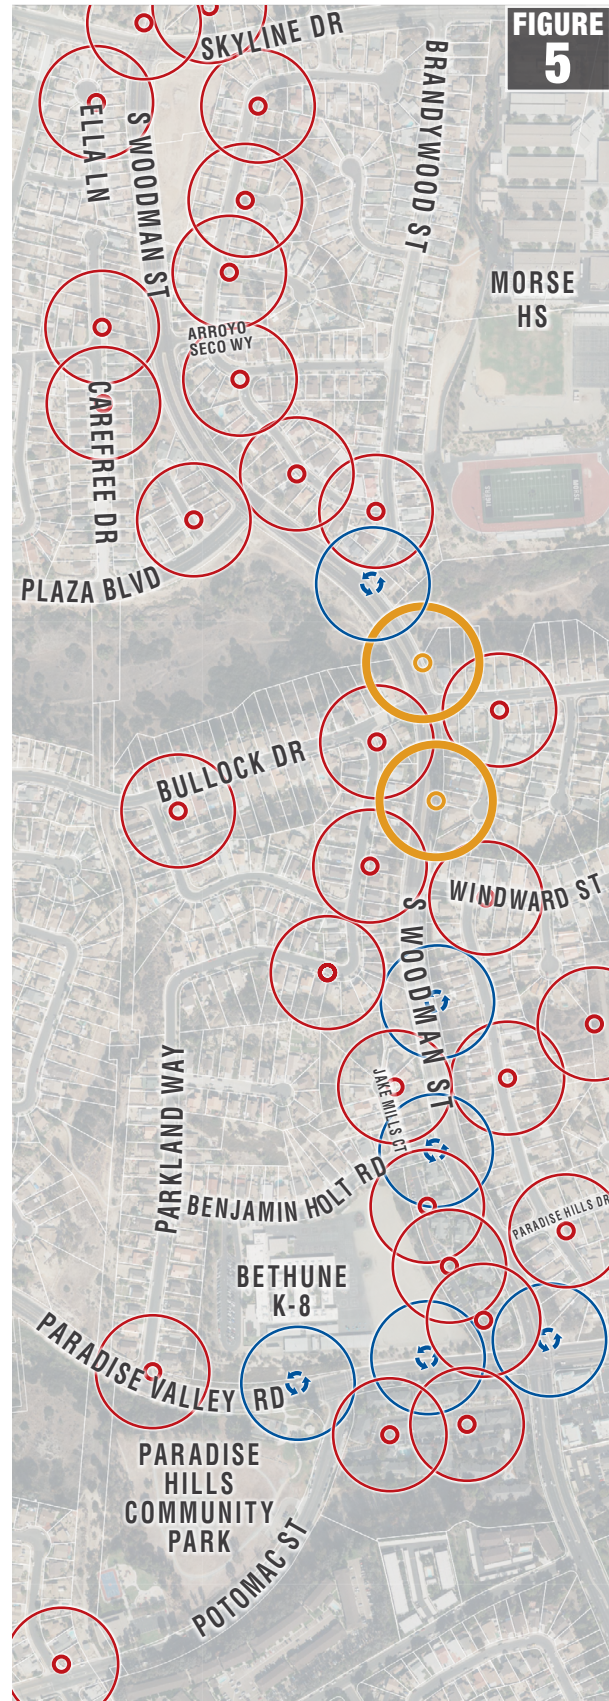 FIGURE
5
SKYLINE DR
BRANDYWOOD ST
ELLA LN
S WOODMAN ST
MORSE
HS
ARROYO
SECO WY
CAREFREE DR
PLAZA BLVD
BULLOCK DR
WINDWARD ST
S WOODMAN ST
JAKE MILLS CT
PARKLAND WAY
BENJAMIN HOLT RD
PARADISE HILLS DR
BETHUNE
K-8
PARADISE VALLEY RD
PARADISE
HILLS
COMMUNITY
PARK
POTOMAC ST